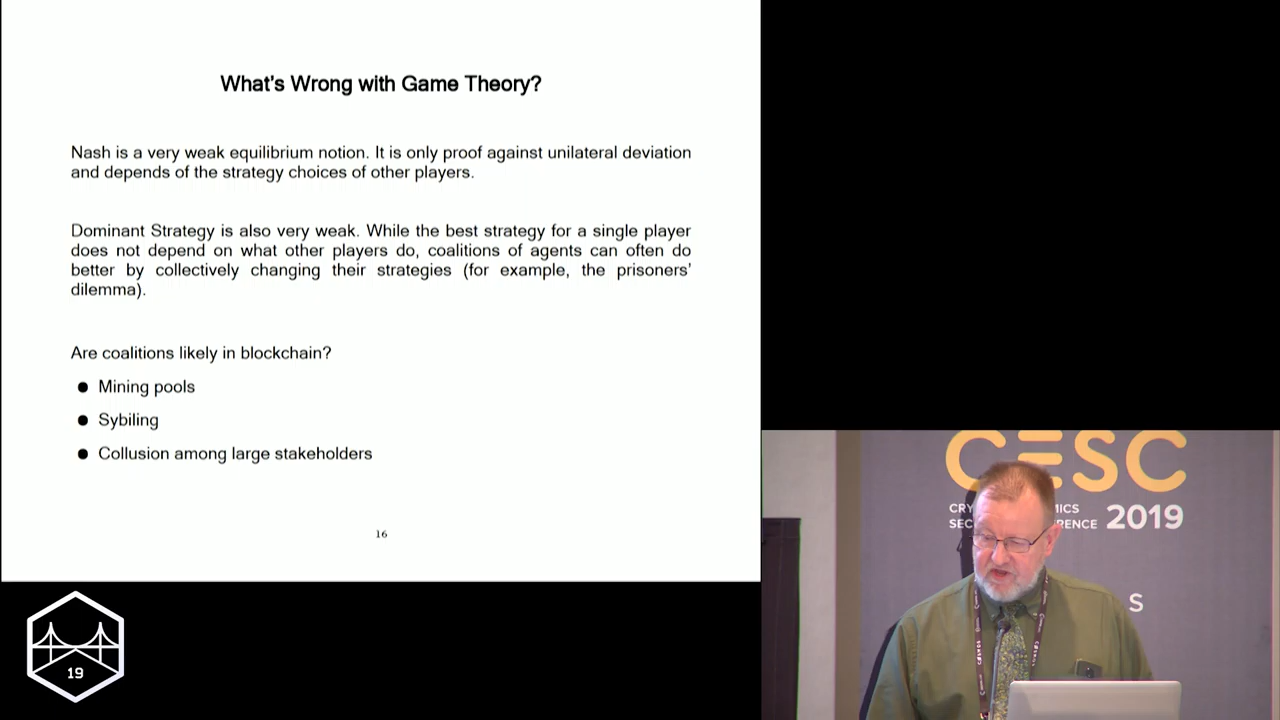 What's Wrong with Game Theory?
Nash is a very weak equilibrium notion. It is only proof against unilateral deviation
and depends of the strategy choices of other players.
Dominant Strategy is also very weak. While the best strategy for a single player
does not depend on what other players do, coalitions of agents can often do
better by collectively changing their strategies (for example, the prisoners'
dilemma).
Are coalitions likely in blockchain?
● Mining pools
● Sybiling
● Collusion among large stakeholders
16
19
CESC
2019
S